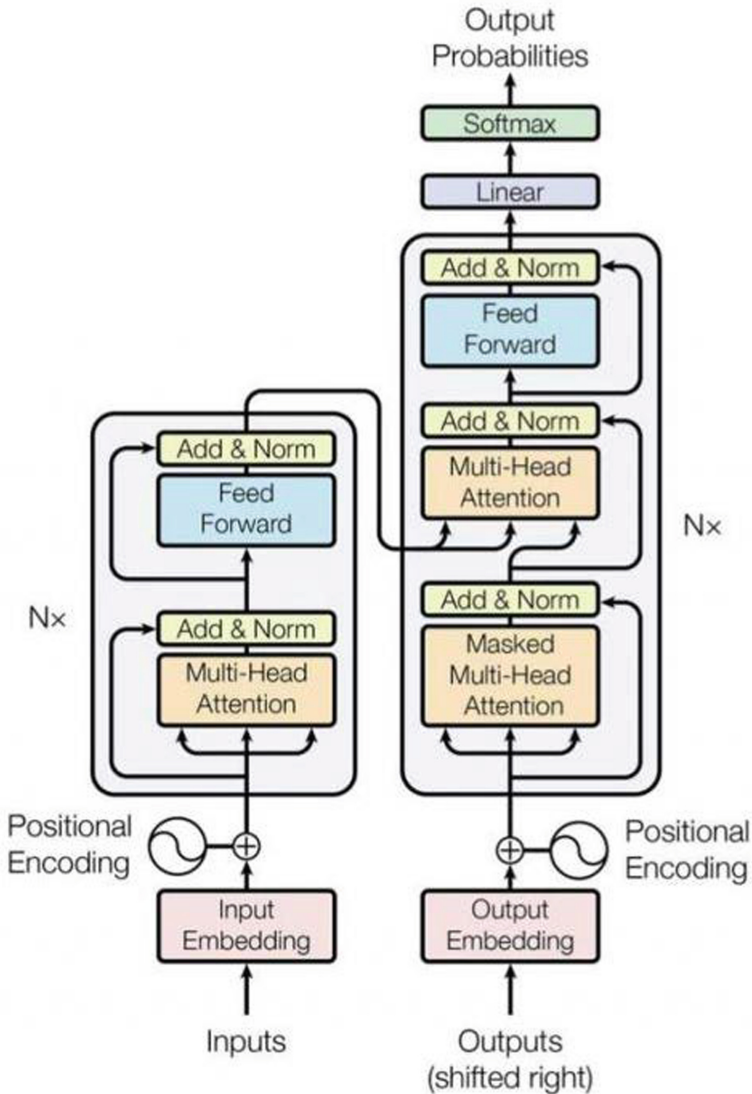 Output
Probabilities
Softmax
Linear
Add & Norm
Feed
Forward
Add & Norm
Multi-Head
Attention
Nx
Add & Norm
Masked
Multi-Head
Attention
Add & Norm
Feed
Forward
Nx
Add & Norm
Multi-Head
Attention
Positional
Encoding
Positional
Encoding
Input
Embedding
Output
Embedding
Inputs
Outputs
(shifted right)